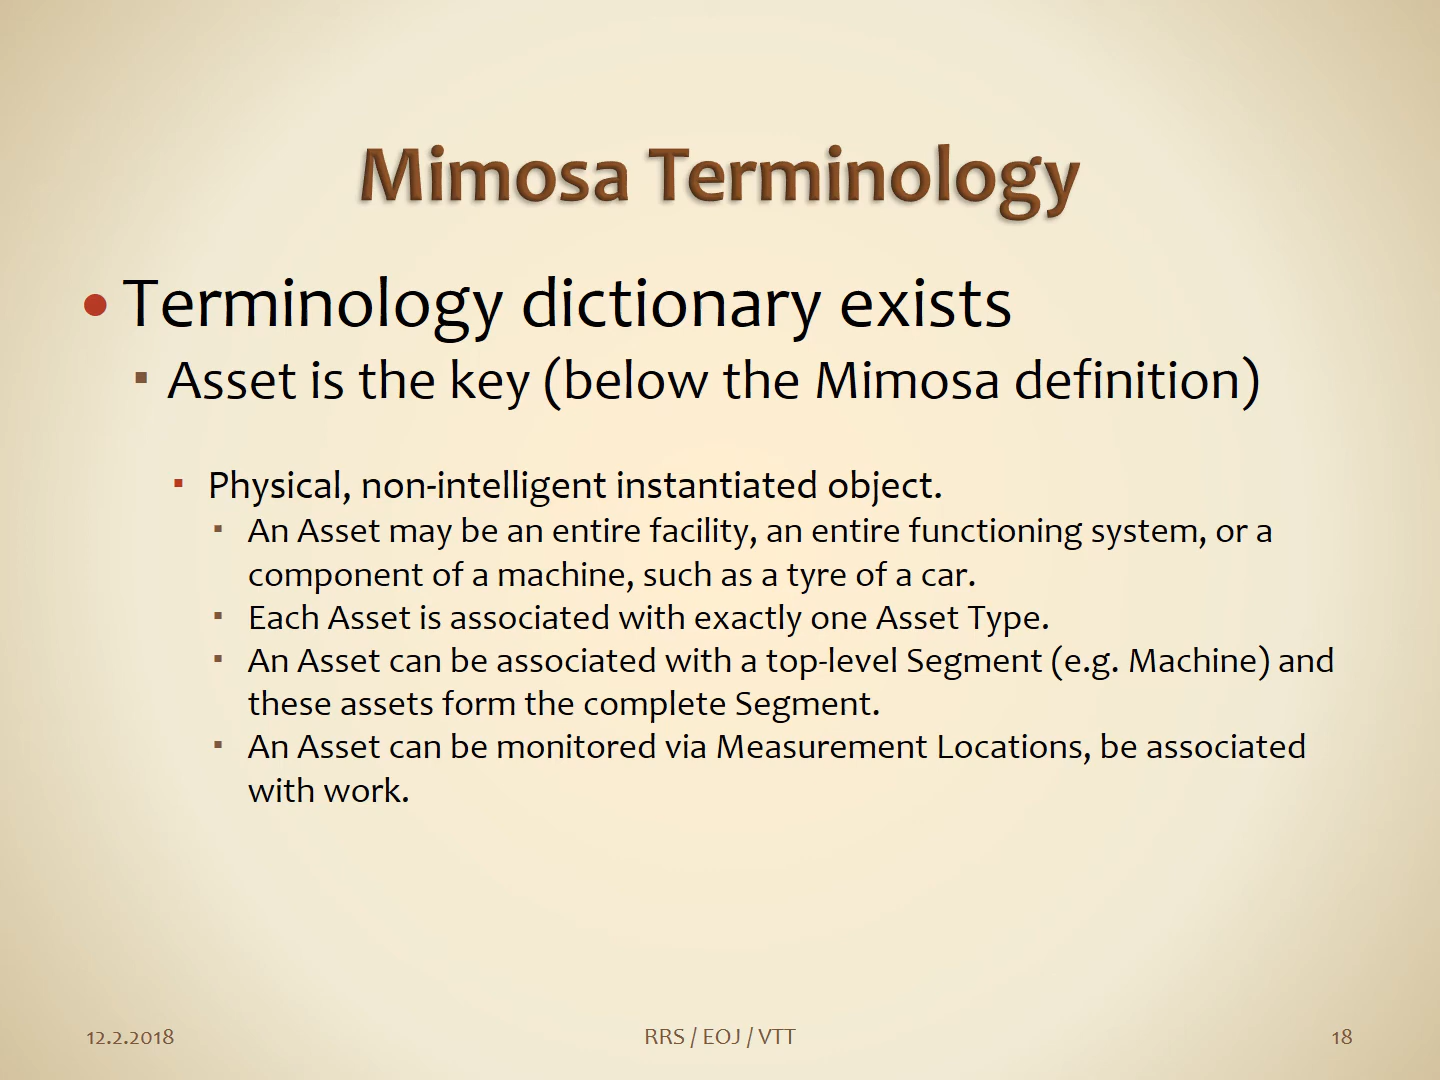 Mimosa Terminology
Terminology dictionary exists
Asset is the key (below the Mimosa definition)
Physical, non-intelligent instantiated object.
An Asset may be an entire facility, an entire functioning system, or a
component of a machine, such as a tyre of a car.
Each Asset is associated with exactly one Asset Type.
An Asset can be associated with a top-level Segment (e.g. Machine) and
these assets form the complete Segment.
An Asset can be monitored via Measurement Locations, be associated
with work.
12.2.2018
RRS / EOJ / VTT
18